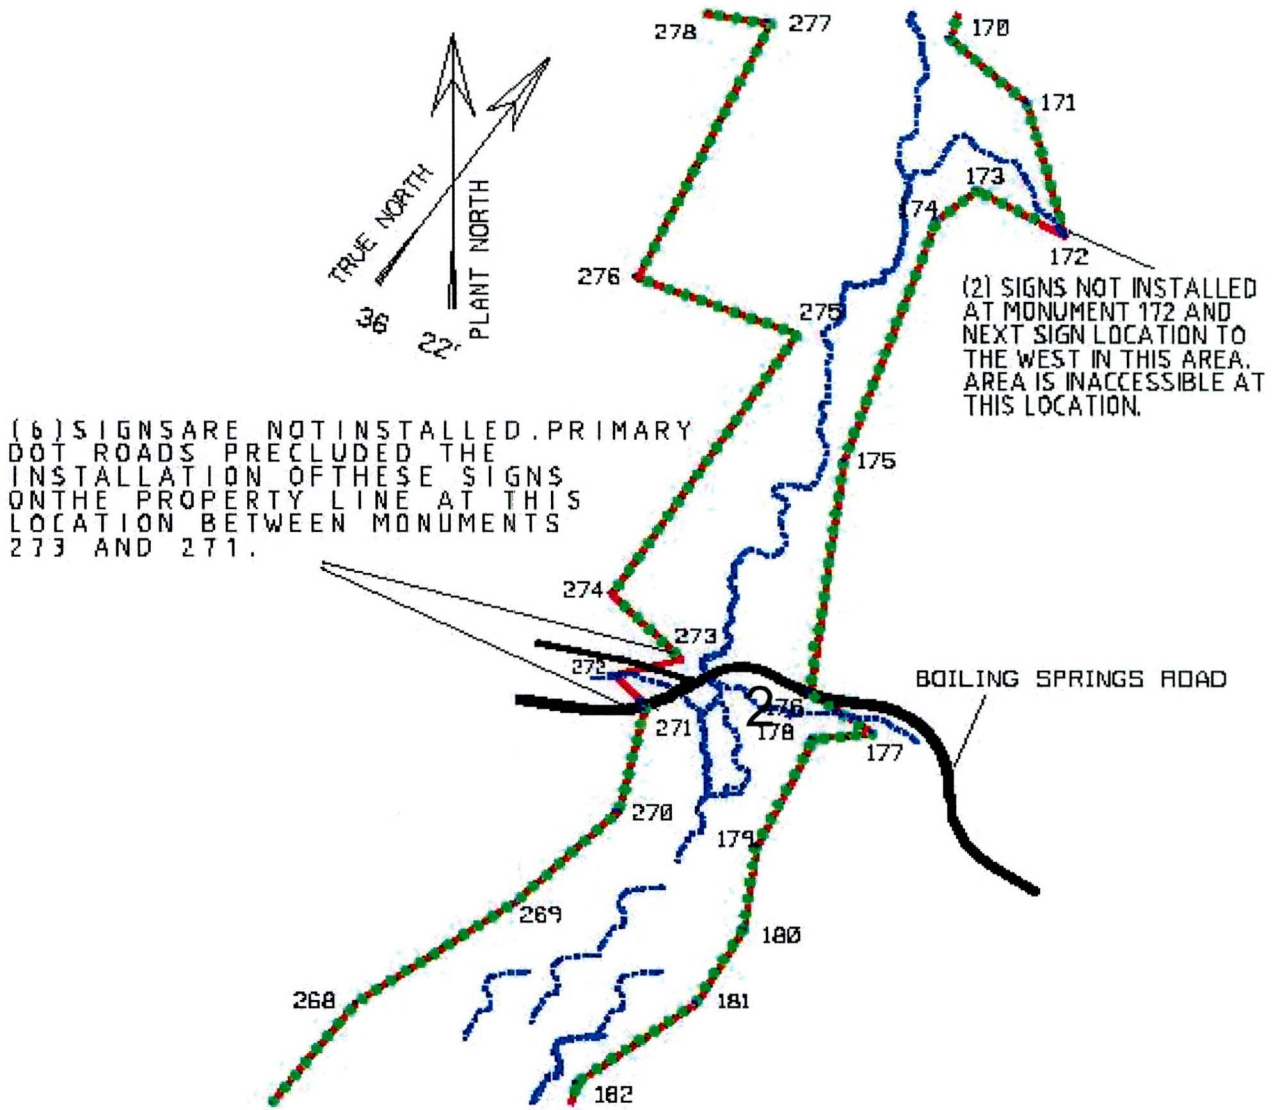 278
277
170
171
TRUE NORTH
PLANT NORTH
36
22'
173
174
172
276
275
(2) SIGNS NOT INSTALLED
AT MONUMENT 172 AND
NEXT SIGN LOCATION TO
THE WEST IN THIS AREA.
AREA IS INACCESSIBLE AT
THIS LOCATION.
(6)SIGNSARE NOTINSTALLED.PRIMARY
DOT ROADS PRECLUDED THE
INSTALLATION OFTHESE SIGNS
ONTHE PROPERTY LINE AT THIS
LOCATION BETWEEN MONUMENTS
273 AND 271.
175
274
273
272
BOILING SPRINGS ROAD
2
176
271
178
177
270
179
269
180
268
181
182